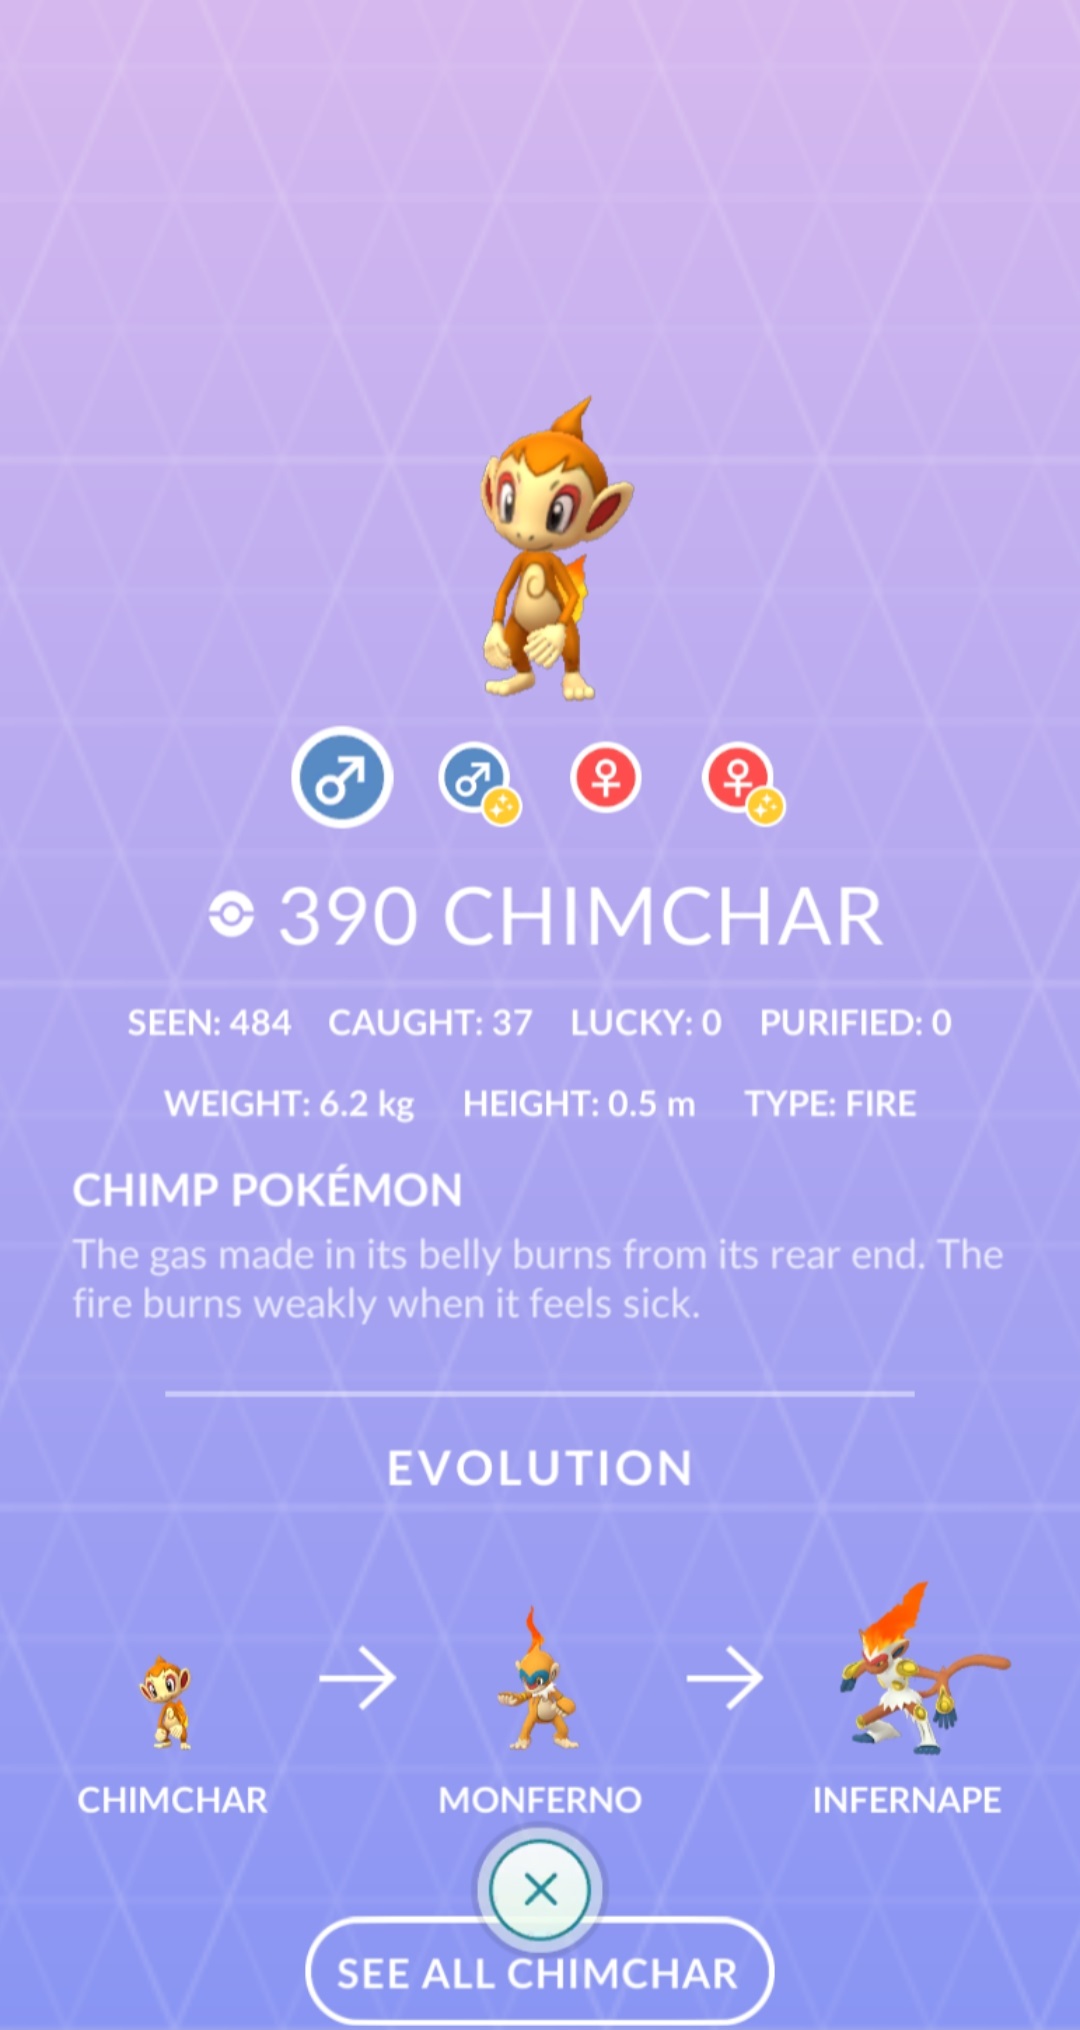 390 CHIMCHAR
SEEN: 484 CAUGHT: 37 LUCKY: 0 PURIFIED: 0
WEIGHT: 6.2 kg HEIGHT: 0.5 m TYPE: FIRE
CHIMP POKÉMON
The gas made in its belly burns from its rear end. The
fire burns weakly when it feels sick.
EVOLUTION
CHIMCHAR MONFERNO INFERNAPE
SEE ALL CHIMCHAR